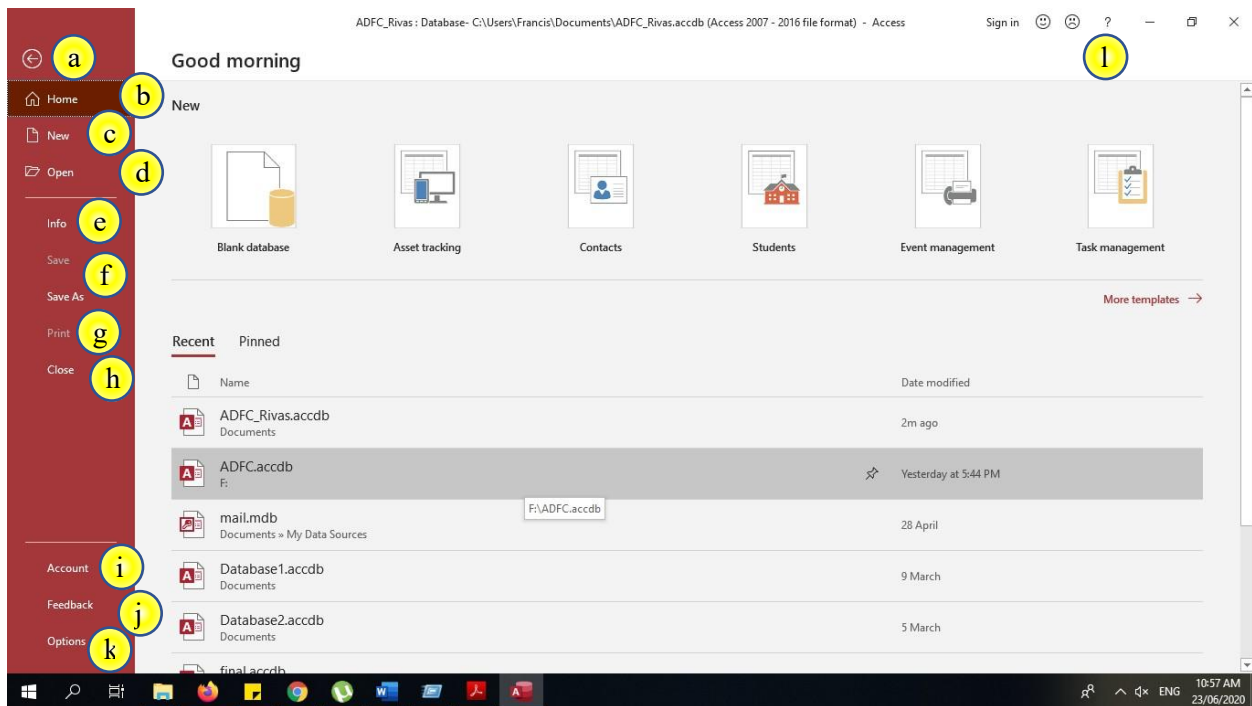 ADFC_Rivas : Database- C:\Users\Francis\Documents\ADFC_Rivas.accdb (Access 2007 - 2016 file format) - Access
Sign in
?
a
Good morning
l
Home
b
New
New
c
Open
d
Blank database
Asset tracking
Contacts
Students
Event management
Task management
Info
e
Save
f
Save As
More templates
Print
g
Recent
Pinned
Close
h
Name
Date modified
ADFC_Rivas.accdb
Documents
2m ago
ADFC.accdb
F:
Yesterday at 5:44 PM
F:\ADFC.accdb
mail.mdb
Documents » My Data Sources
28 April
Account
i
Database1.accdb
Documents
9 March
Feedback
j
Database2.accdb
Documents
5 March
Options
k
final.accdb
ENG
10:57 AM
23/06/2020